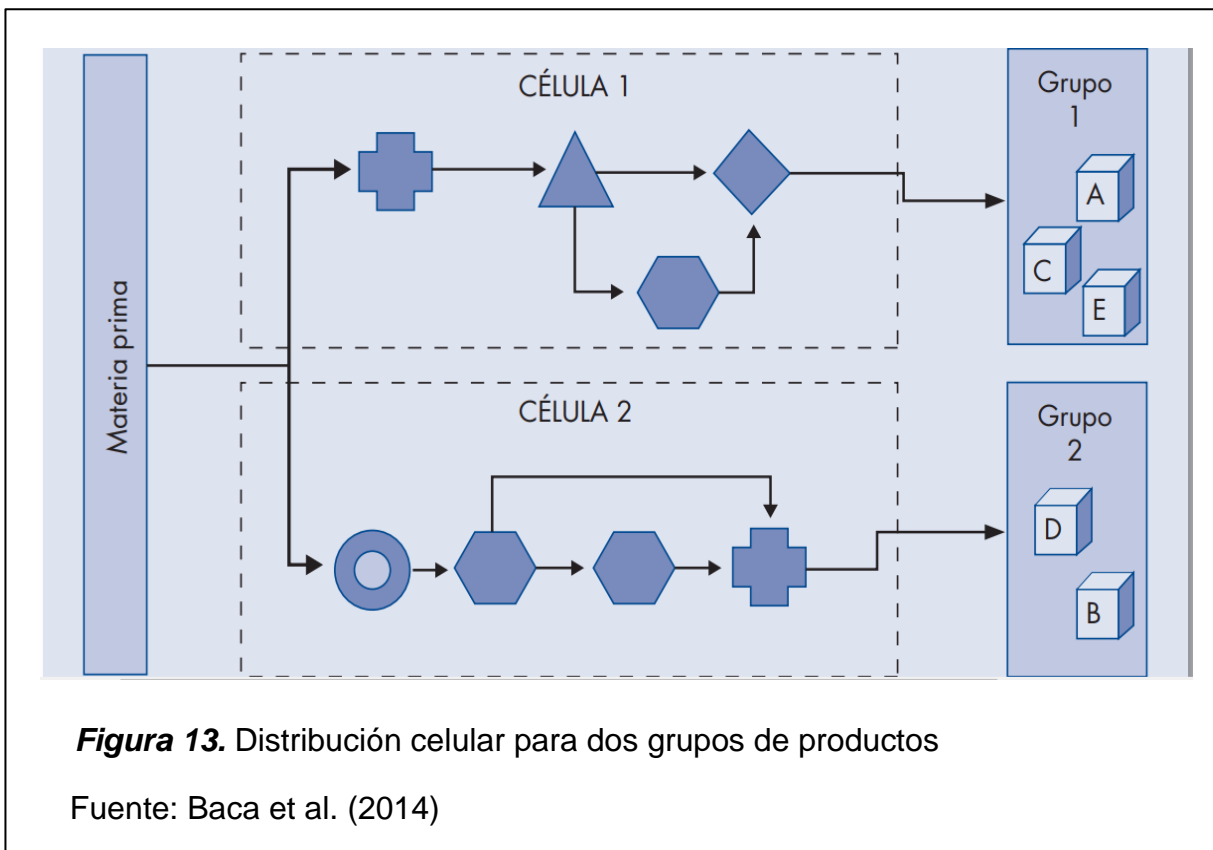 CÉLULA 1
Grupo
1
A
C
E
Materia prima
CÉLULA 2
Grupo
2
D
B
Figura 13. Distribución celular para dos grupos de productos
Fuente: Baca et al. (2014)